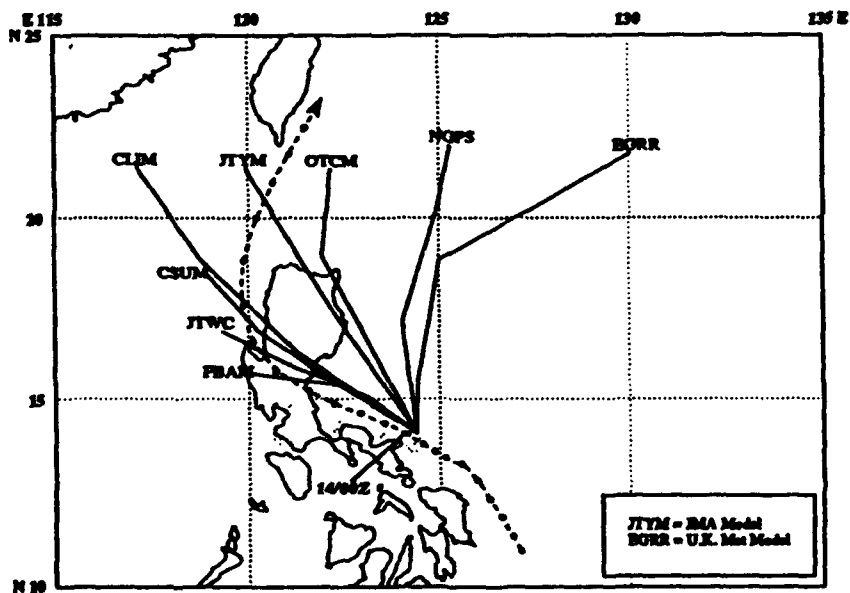 E 115 120 125 130 135 E
N 25
CLIM JTYM OTCM NGPS EGRR
20
CSUM
JTWC
FBAM
15
14/00Z
JTYM = JMA Model
EGRR = U.K. Met Model
N 10